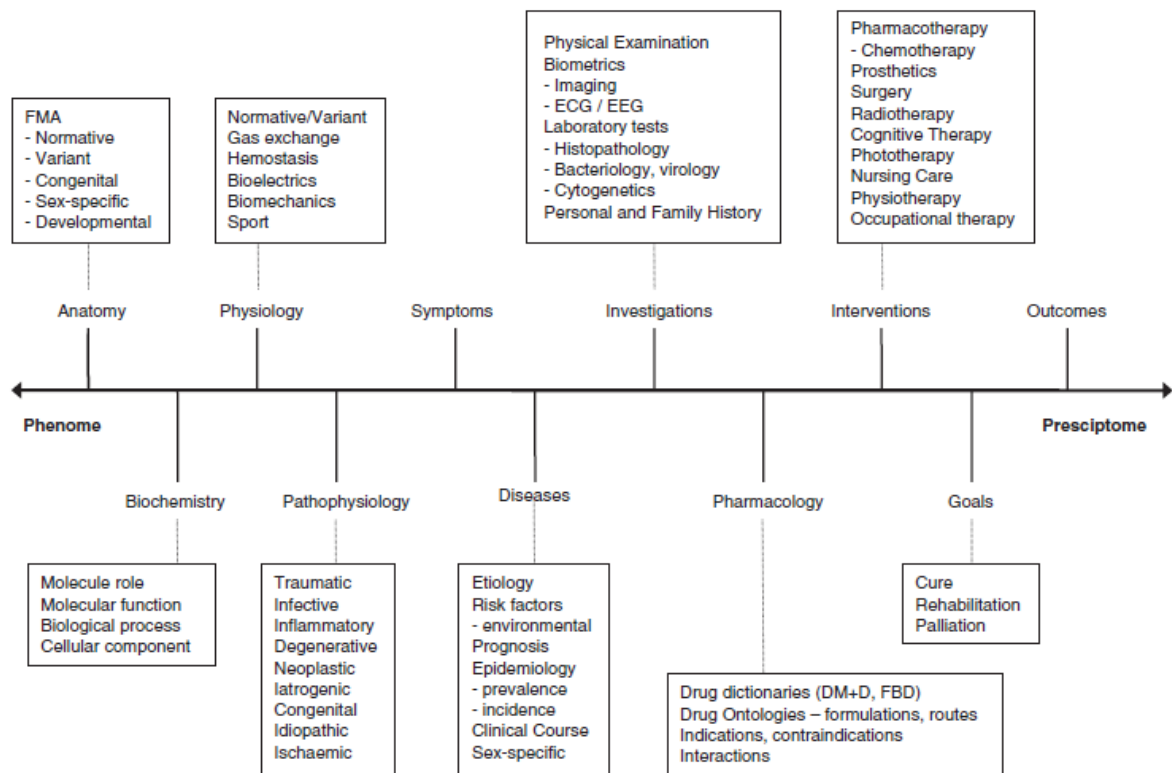 FMA
- Normative
- Variant
- Congenital
- Sex-specific
- Developmental
Normative/Variant
Gas exchange
Hemostasis
Bioelectrics
Biomechanics
Sport
Physical Examination
Biometrics
- Imaging
- ECG / EEG
Laboratory tests
- Histopathology
- Bacteriology, virology
- Cytogenetics
Personal and Family History
Pharmacotherapy
- Chemotherapy
Prosthetics
Surgery
Radiotherapy
Cognitive Therapy
Phototherapy
Nursing Care
Physiotherapy
Occupational therapy
Anatomy
Physiology
Symptoms
Investigations
Interventions
Outcomes
Phenome
Presciptome
Biochemistry
Pathophysiology
Diseases
Pharmacology
Goals
Molecule role
Molecular function
Biological process
Cellular component
Traumatic
Infective
Inflammatory
Degenerative
Neoplastic
Iatrogenic
Congenital
Idiopathic
Ischaemic
Etiology
Risk factors
- environmental
Prognosis
Epidemiology
- prevalence
- incidence
Clinical Course
Sex-specific
Drug dictionaries (DM+D, FBD)
Drug Ontologies – formulations, routes
Indications, contraindications
Interactions
Cure
Rehabilitation
Palliation